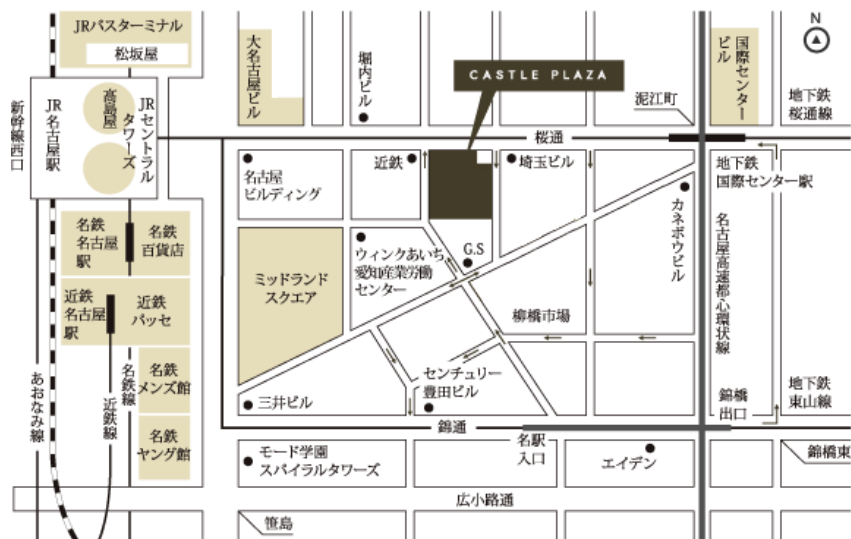 JRバスターミナル
松坂屋
新幹線西口
JR名古屋駅
高島屋
JRセントラル
タワーズ
大名古屋ビル
堀内ビル
CASTLE PLAZA
泥江町
国際センター
ビル
N
地下鉄
桜通線
桜通
名古屋
ビルディング
近鉄
埼玉ビル
地下鉄
国際センター駅
カネボウビル
名古屋高速都心環状線
名鉄
名古屋
駅
名鉄
百貨店
ミッドランド
スクエア
ウィンクあいち
愛知産業労働
センター
G.S
近鉄
名古屋
駅
近鉄
パッセ
柳橋市場
あおなみ線
近鉄線
名鉄線
名鉄
メンズ館
三井ビル
センチュリー
豊田ビル
錦橋
出口
地下鉄
東山線
名鉄
ヤング館
錦通
名駅
入口
モード学園
スパイラルタワーズ
エイデン
錦橋東
広小路通
笹島